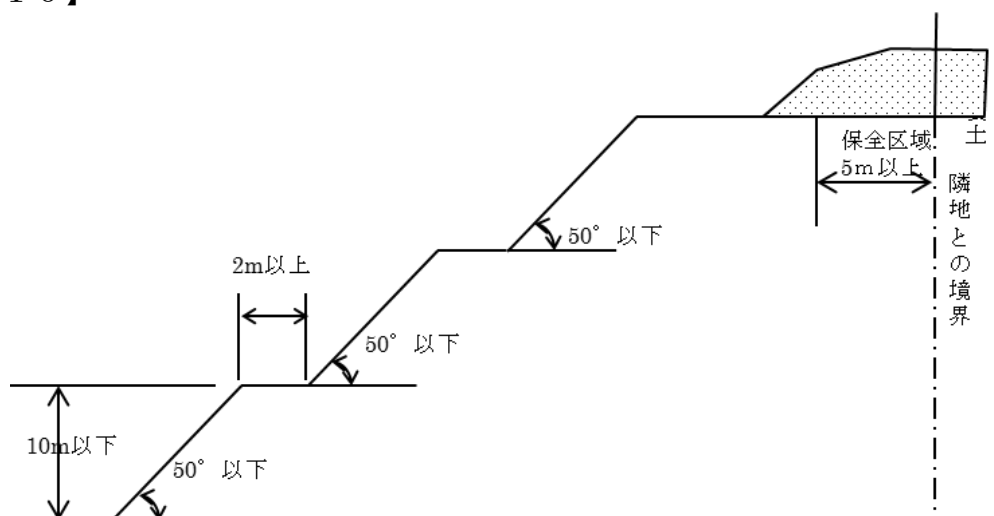 保全区域
土
5m以上
隣地との境界
50° 以下
2m以上
50° 以下
10m以下
50° 以下